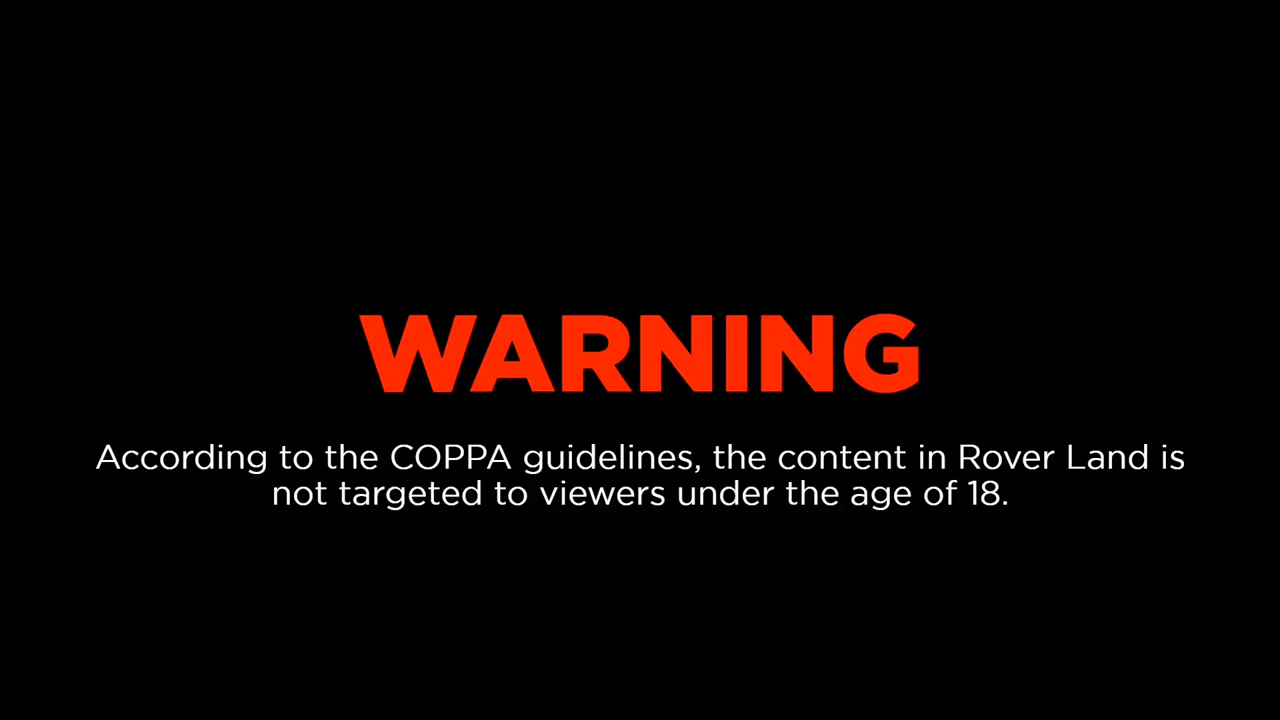 WARNING
According to the COPPA guidelines, the content in Rover Land is
not targeted to viewers under the age of 18.